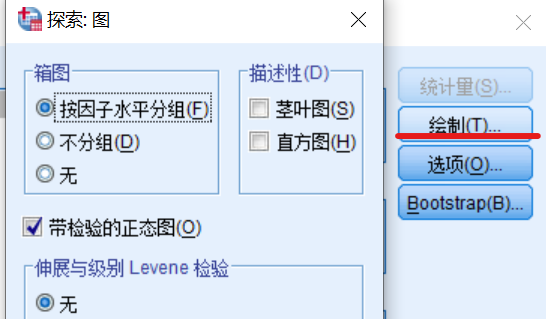 探索: 图
箱图
按因子水平分组(F)
不分组(D)
无
描述性(D)
茎叶图(S)
直方图(H)
带检验的正态图(O)
伸展与级别 Levene 检验
无
统计量(S)...
绘制(T)...
选项(O)...
Bootstrap(B)...